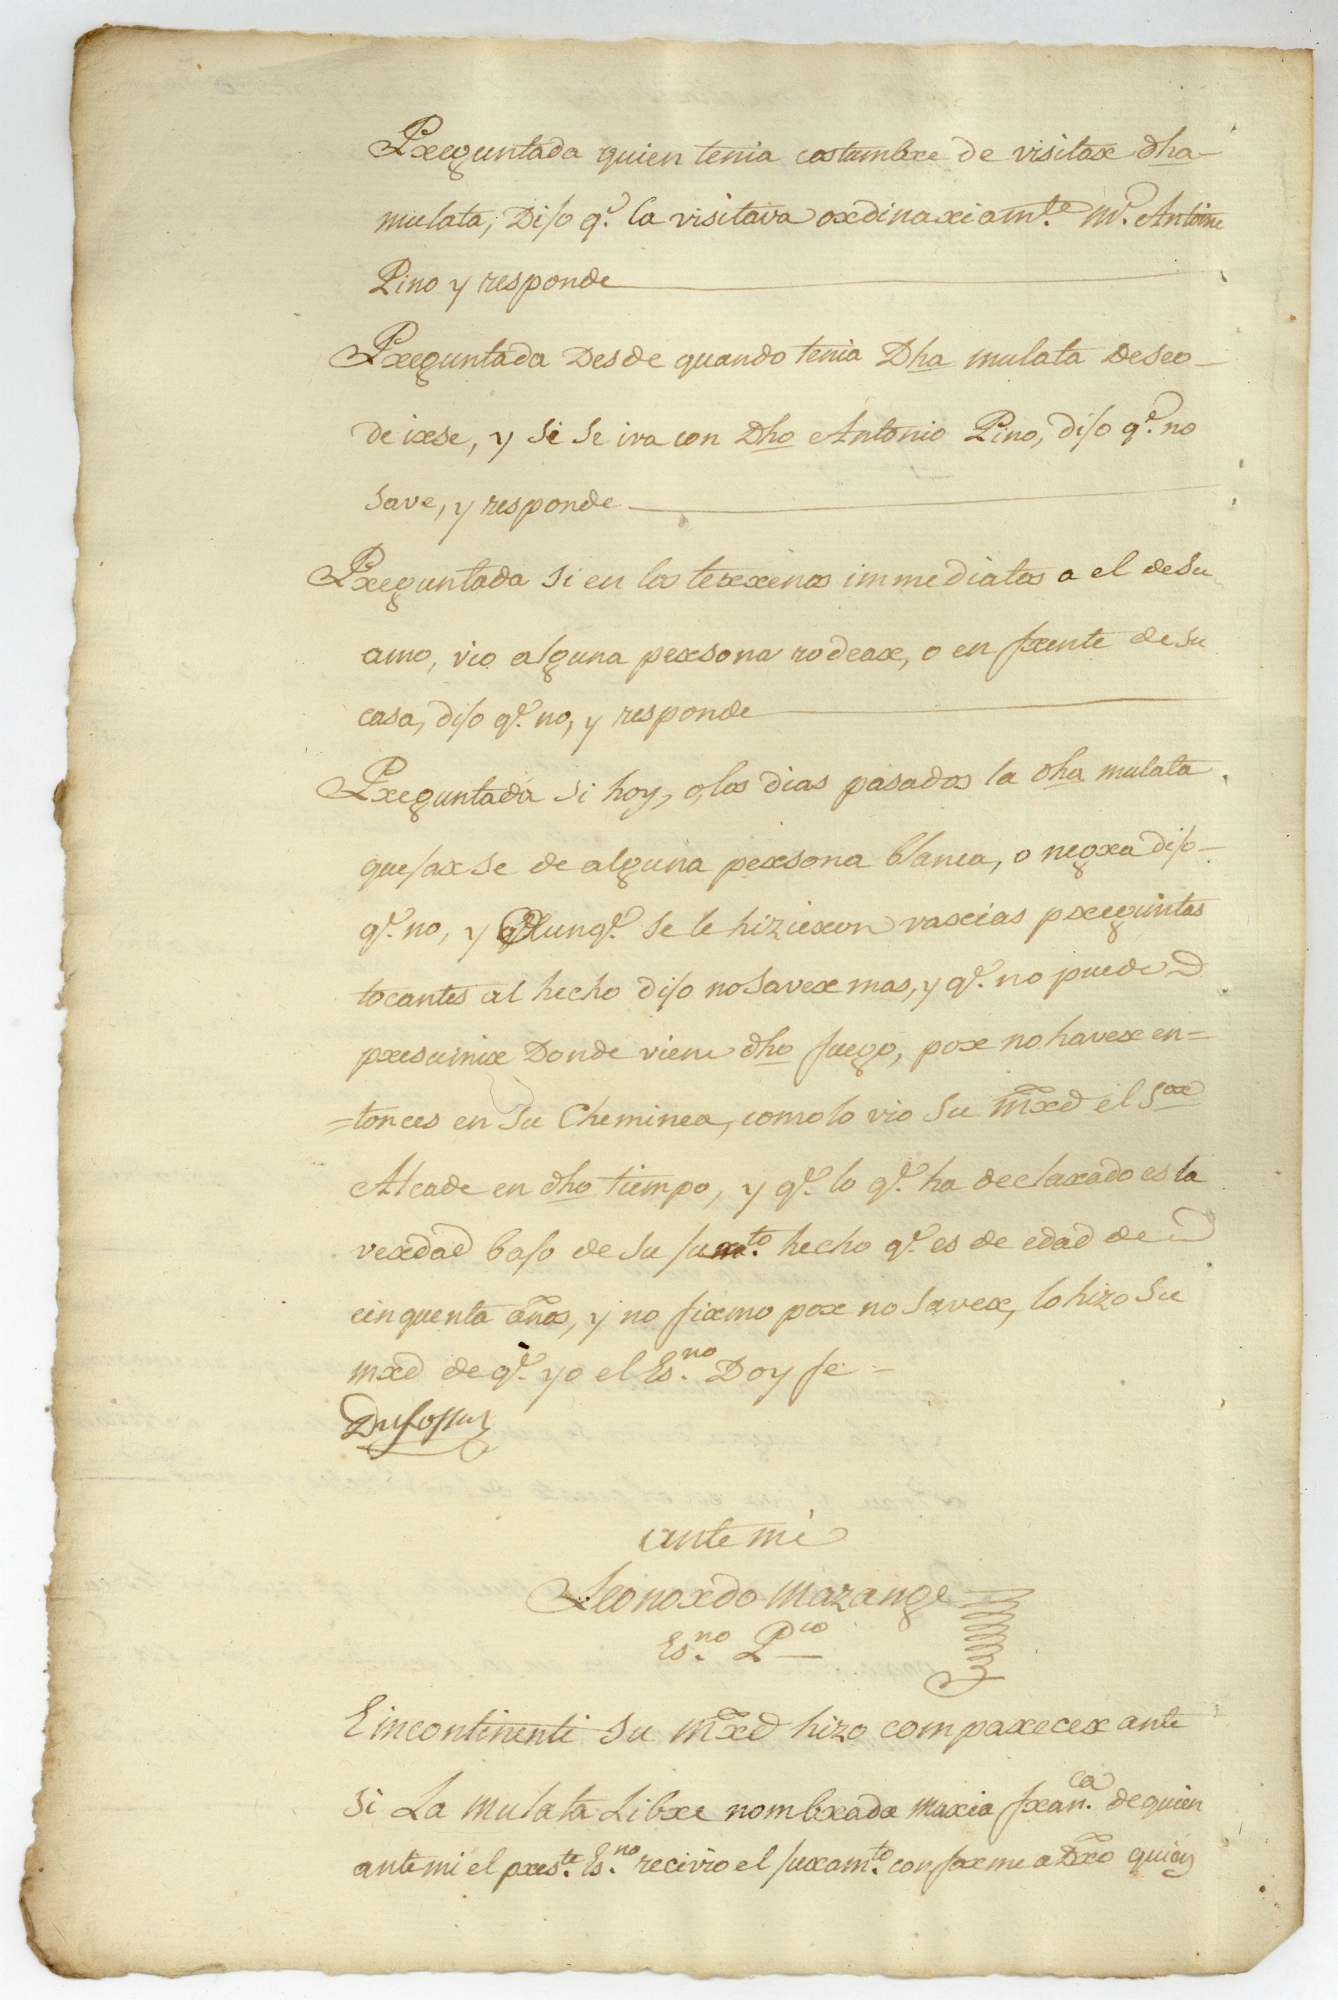 Preguntada quien tenia costumbre de visitar dha
mulata, Dijo q.e la visitava ordinariam.te M.r Antoine
Pino y responde
Preguntada Desde quando tenia Dha mulata deseo
de irse, y si se iva con Dho Antonio Pino, dijo q.e no
save, y responde
Preguntada si en los terrenos immediatos a el de su
amo, vio alguna persona rodear, o en frente de su
casa, dijo q.e no, y responde
Preguntada si hoy, o los dias pasados la dha mulata
quejarse de alguna persona blanca, o negra dijo
q.e no, y Aunq.e se le hizieron varias preguntas
tocantes al hecho dijo no saver mas, y q.e no puede
presumir Donde viene dho fuego, por no haver en=
=tonces en su Cheminea, como lo vio su mrd el S.or
Alcade en dho tiempo, y q.e lo q.e ha declarado es la
verdad bajo de su jur.to hecho q.e es de edad de
cinquenta años, y no firmo por no saver, lo hizo su
mrd de q.e yo el Es.no Doy fe
Dufossat
ante mi
Leonardo Mazange
Es.no P.co
E incontinenti su mrd hizo comparecer ante
si La mulata Libre nombrada maria fran.ca de quien
ante mi el pres.te Es.no recivio el juram.to conforme a Dro quien